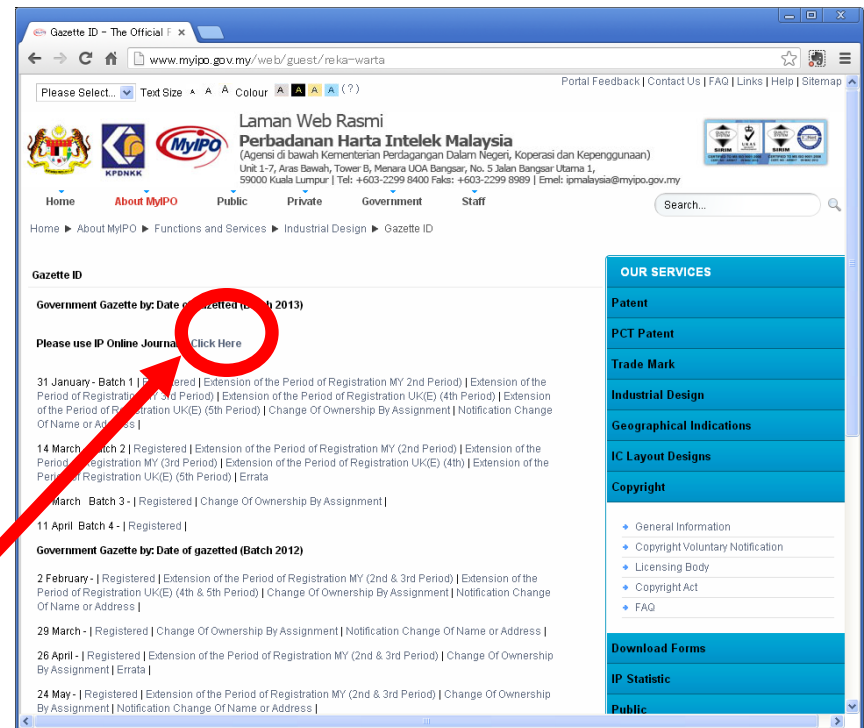 Gazette ID - The Official F
www.myipo.gov.my/web/guest/reka-warta
Portal Feedback | Contact Us | FAQ | Links | Help | Sitemap
Please Select... Text Size A A A Colour A A A A (?)
Laman Web Rasmi
Perbadanan Harta Intelek Malaysia
(Agensi di bawah Kementerian Perdagangan Dalam Negeri, Koperasi dan Kepenggunaan)
Unit 1-7, Aras Bawah, Tower B, Menara UOA Bangsar, No. 5 Jalan Bangsar Utama 1,
59000 Kuala Lumpur | Tel: +603-2299 8400 Faks: +603-2299 8989 | Emel: ipmalaysia@myipo.gov.my
KPDNKK
MyIPO
SIRIM UKAS SIRIM
Home About MyIPO Public Private Government Staff
Search...
Home ► About MyIPO ► Functions and Services ► Industrial Design ► Gazette ID
Gazette ID
Government Gazette by: Date of gazetted (Batch 2013)
Please use IP Online Journal Click Here
31 January - Batch 1 | Registered | Extension of the Period of Registration MY 2nd Period) | Extension of the
Period of Registration MY 3rd Period) | Extension of the Period of Registration UK(E) (4th Period) | Extension
of the Period of Registration UK(E) (5th Period) | Change Of Ownership By Assignment | Notification Change
Of Name or Address |
14 March - Batch 2 | Registered | Extension of the Period of Registration MY (2nd Period) | Extension of the
Period of Registration MY (3rd Period) | Extension of the Period of Registration UK(E) (4th) | Extension of the
Period of Registration UK(E) (5th Period) | Errata
March Batch 3 - | Registered | Change Of Ownership By Assignment |
11 April Batch 4 - | Registered |
Government Gazette by: Date of gazetted (Batch 2012)
2 February - | Registered | Extension of the Period of Registration MY (2nd & 3rd Period) | Extension of the
Period of Registration UK(E) (4th & 5th Period) | Change Of Ownership By Assignment | Notification Change
Of Name or Address |
29 March - | Registered | Change Of Ownership By Assignment | Notification Change Of Name or Address |
26 April - | Registered | Extension of the Period of Registration MY (2nd & 3rd Period) | Change Of Ownership
By Assignment | Errata |
24 May - | Registered | Extension of the Period of Registration MY (2nd & 3rd Period) | Change Of Ownership
By Assignment | Notification Change Of Name or Address |
OUR SERVICES
Patent
PCT Patent
Trade Mark
Industrial Design
Geographical Indications
IC Layout Designs
Copyright
General Information
Copyright Voluntary Notification
Licensing Body
Copyright Act
FAQ
Download Forms
IP Statistic
Public